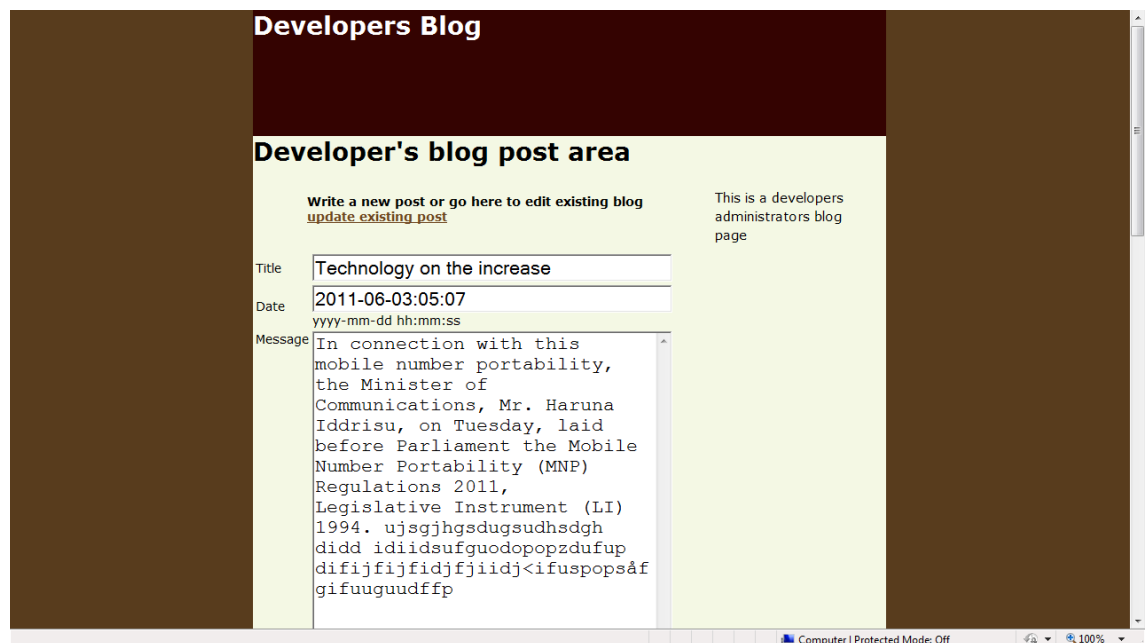 Developers Blog
Developer's blog post area
Write a new post or go here to edit existing blog
update existing post
This is a developers
administrators blog
page
Title
Technology on the increase
Date
2011-06-03:05:07
yyyy-mm-dd hh:mm:ss
Message
In connection with this
mobile number portability,
the Minister of
Communications, Mr. Haruna
Iddrisu, on Tuesday, laid
before Parliament the Mobile
Number Portability (MNP)
Regulations 2011,
Legislative Instrument (LI)
1994. ujsgjhgsdugsudhsdgh
didd idiidsufguodopopzdufup
difijfijfidjfjiidj<ifuspopsåf
gifuuguudffp
Computer | Protected Mode: Off
100%